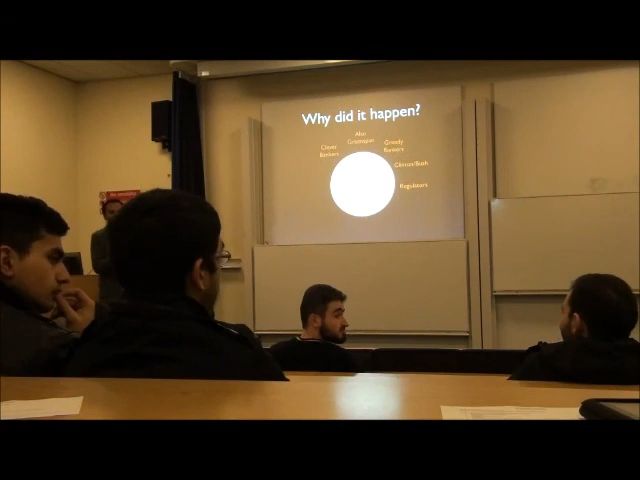 Why did it happen?
Alan
Greenspan
Clever
Bankers
Greedy
Bankers
Clinton/Bush
Regulators